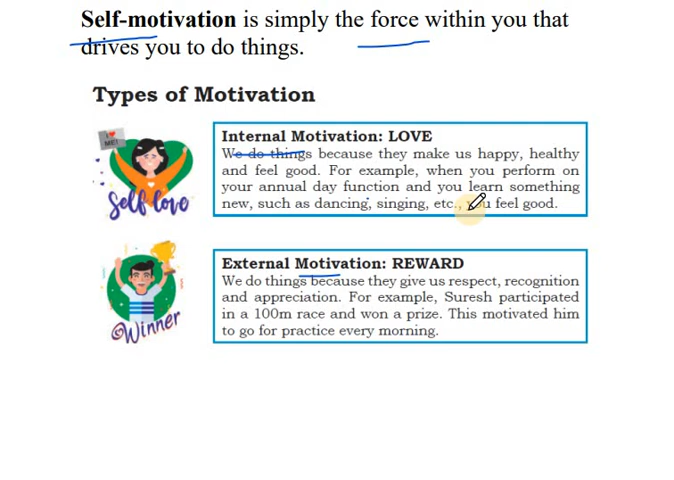 Self-motivation is simply the force within you that
drives you to do things.
Types of Motivation
I ♥
ME!
Self love
Internal Motivation: LOVE
We do things because they make us happy, healthy
and feel good. For example, when you perform on
your annual day function and you learn something
new, such as dancing, singing, etc., you feel good.
Winner
External Motivation: REWARD
We do things because they give us respect, recognition
and appreciation. For example, Suresh participated
in a 100m race and won a prize. This motivated him
to go for practice every morning.